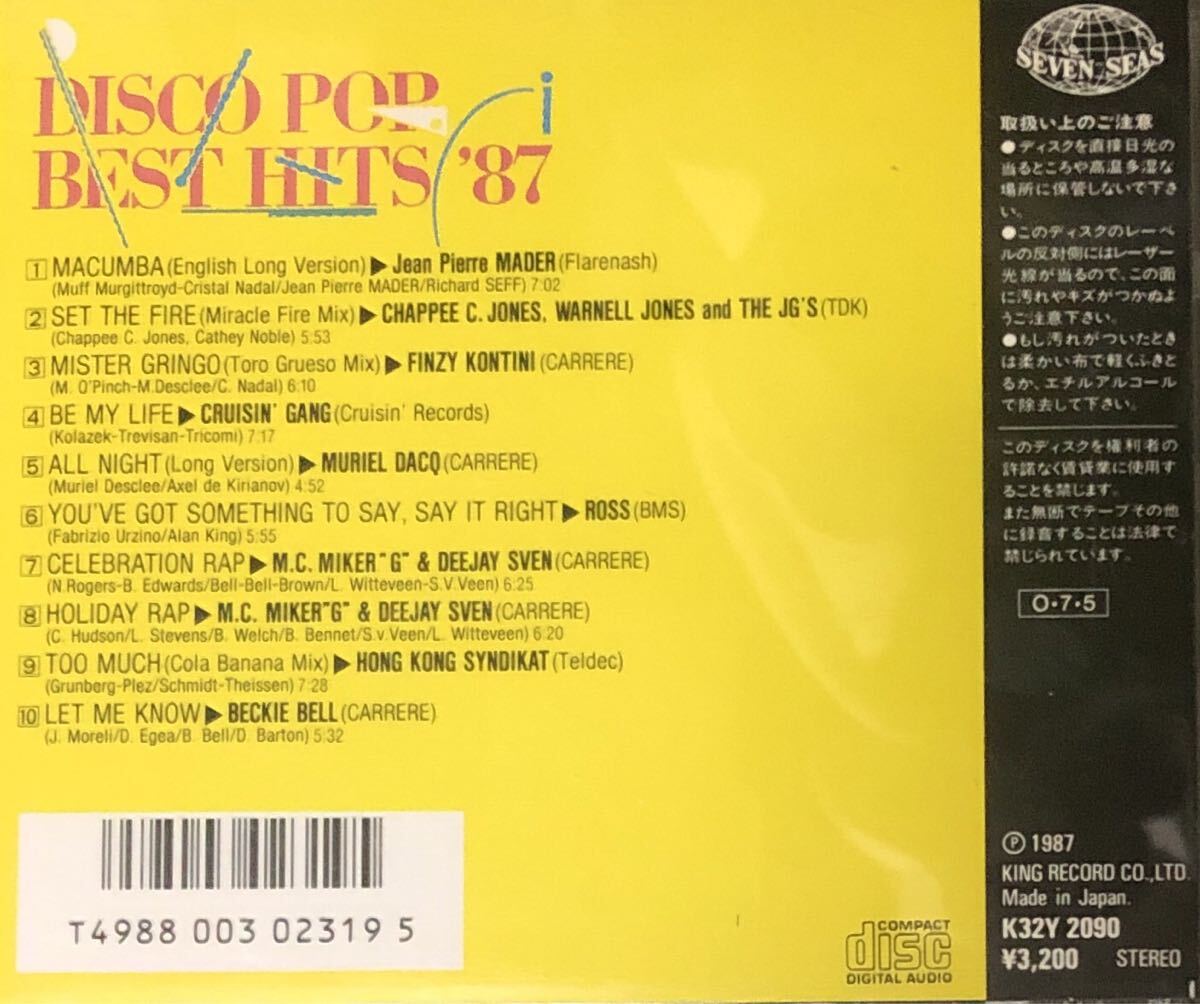 DISCO POP
BEST HITS '87
1 MACUMBA (English Long Version) ▶ Jean Pierre MADER (Flarenash)
(Muff Murgittroyd-Cristal Nadal/Jean Pierre MADER/Richard SEFF) 7:02
2 SET THE FIRE (Miracle Fire Mix) ▶ CHAPPEE C. JONES, WARNELL JONES and THE JG'S (TDK)
(Chappee C. Jones, Cathey Noble) 5:53
3 MISTER GRINGO (Toro Grueso Mix) ▶ FINZY KONTINI (CARRERE)
(M. O'Pinch-M.Desclee/C. Nadal) 6:10
4 BE MY LIFE ▶ CRUISIN' GANG (Cruisin' Records)
(Kolazek-Trevisan-Tricomi) 7:17
5 ALL NIGHT (Long Version) ▶ MURIEL DACQ (CARRERE)
(Muriel Desclee/Axel de Kirianov) 4:52
6 YOU'VE GOT SOMETHING TO SAY, SAY IT RIGHT ▶ ROSS (BMS)
(Fabrizio Urzino/Alan King) 5:55
7 CELEBRATION RAP ▶ M.C. MIKER "G" & DEEJAY SVEN (CARRERE)
(N.Rogers-B. Edwards/Bell-Bell-Brown/L. Witteveen-S.V.Veen) 6:25
8 HOLIDAY RAP ▶ M.C. MIKER "G" & DEEJAY SVEN (CARRERE)
(C. Hudson/L. Stevens/B. Welch/B. Bennet/S.v.Veen/L. Witteveen) 6:20
9 TOO MUCH (Cola Banana Mix) ▶ HONG KONG SYNDIKAT (Teldec)
(Grunberg-Plez/Schmidt-Theissen) 7:28
10 LET ME KNOW ▶ BECKIE BELL (CARRERE)
(J. Moreli/D. Egea/B. Bell/D. Barton) 5:32
T4988 003 02319 5
COMPACT
disc
DIGITAL AUDIO
SEVEN SEAS
取扱い上のご注意
●ディスクを直接日光の
当るところや高温多湿な
場所に保管しないで下さ
い。
●このディスクのレーベ
ルの反対側にはレーザー
光線が当るので、この面
に汚れやキズがつかぬよ
うご注意下さい。
●もし汚れがついたとき
は柔かい布で軽くふきと
るか、エチルアルコール
で除去して下さい。
このディスクを権利者の
許諾なく賃貸業に使用す
ることを禁じます。
また無断でテープその他
に録音することは法律で
禁じられています。
O・7・5
Ⓟ 1987
KING RECORD CO.,LTD.
Made in Japan.
K32Y 2090
¥3,200 STEREO